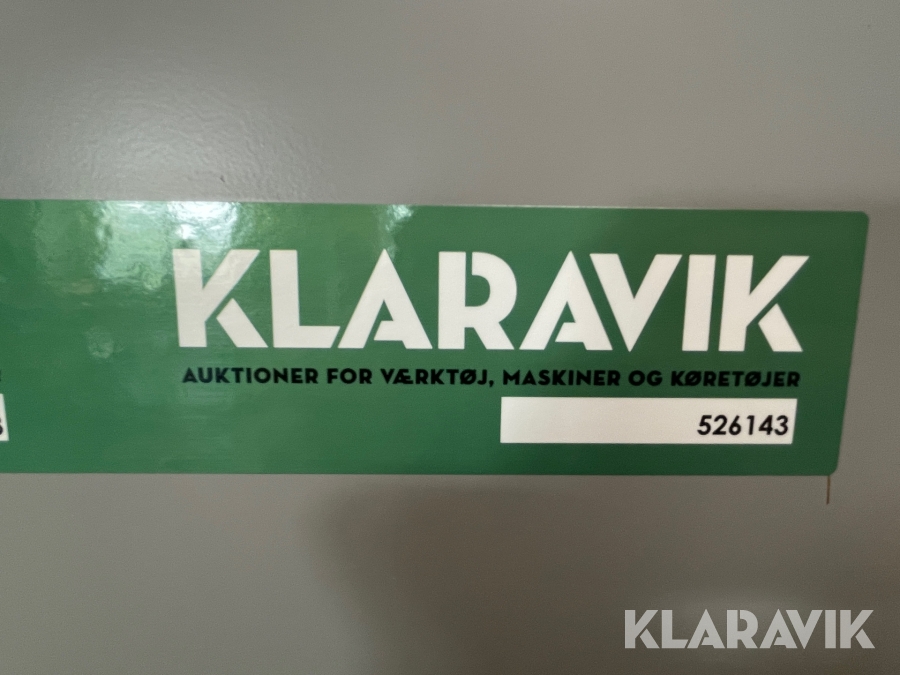 KLARAVIK
AUKTIONER FOR VÆRKTØJ, MASKINER OG KØRETØJER
526143
KLARAVIK